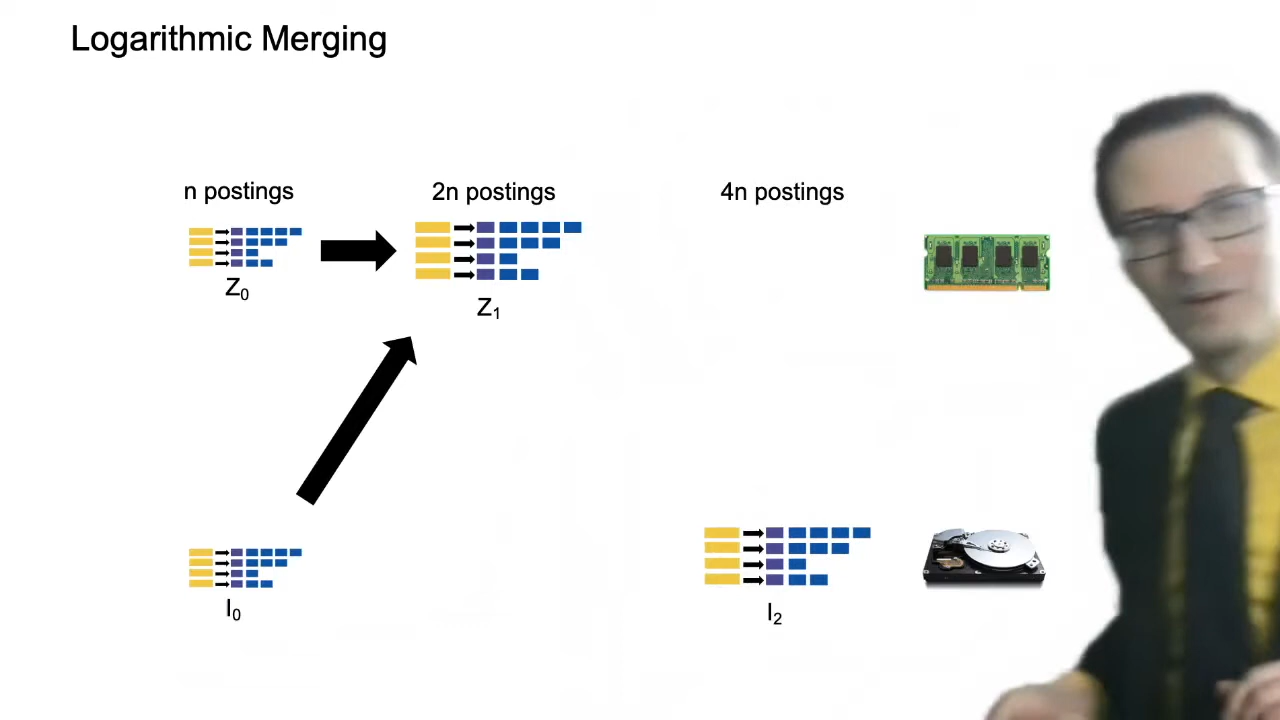 Logarithmic Merging
n postings
2n postings
4n postings
Z₀
Z₁
I₀
I₂